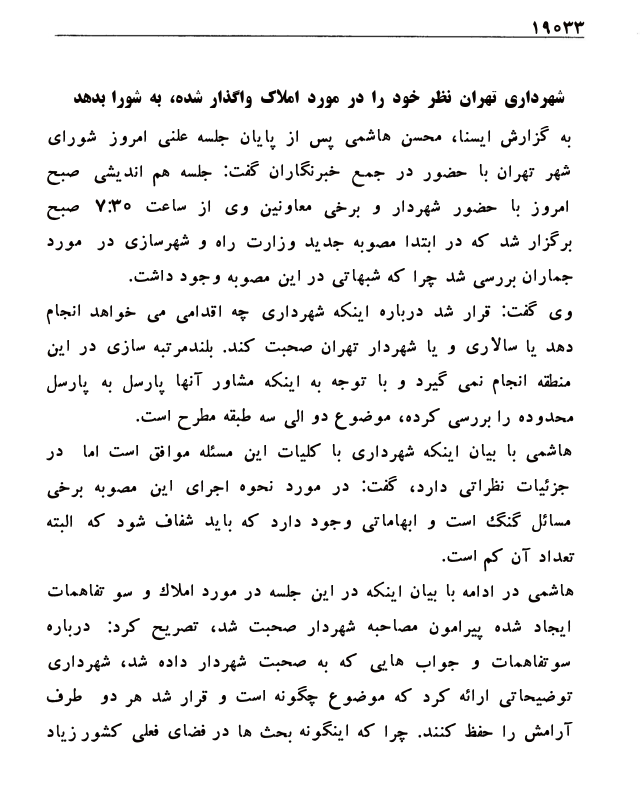 ۱۹۰۳۳
شهرداری تهران نظر خود را در مورد املاک واگذار شده، به شورا بدهد
به گزارش ایسنا، محسن هاشمی پس از پایان جلسه علنی امروز شورای
شهر تهران با حضور در جمع خبرنگاران گفت: جلسه هم اندیشی صبح
امروز با حضور شهردار و برخی معاونین وی از ساعت ۷:۳۰ صبح
برگزار شد که در ابتدا مصوبه جدید وزارت راه و شهرسازی در مورد
جماران بررسی شد چرا که شبهاتی در این مصوبه وجود داشت.
وی گفت: قرار شد درباره اینکه شهرداری چه اقدامی می خواهد انجام
دهد یا سالاری و یا شهردار تهران صحبت کند. بلندمرتبه سازی در این
منطقه انجام نمی گیرد و با توجه به اینکه مشاور آنها پارسل به پارسل
محدوده را بررسی کرده، موضوع دو الی سه طبقه مطرح است.
هاشمی با بیان اینکه شهرداری با کلیات این مسئله موافق است اما در
جزئیات نظراتی دارد، گفت: در مورد نحوه اجرای این مصوبه برخی
مسائل گنگ است و ابهاماتی وجود دارد که باید شفاف شود که البته
تعداد آن کم است.
هاشمی در ادامه با بیان اینکه در این جلسه در مورد املاک و سو تفاهمات
ایجاد شده پیرامون مصاحبه شهردار صحبت شد، تصریح کرد: درباره
سوتفاهمات و جواب هایی که به صحبت شهردار داده شد، شهرداری
توضیحاتی ارائه کرد که موضوع چگونه است و قرار شد هر دو طرف
آرامش را حفظ کنند. چرا که اینگونه بحث ها در فضای فعلی کشور زیاد